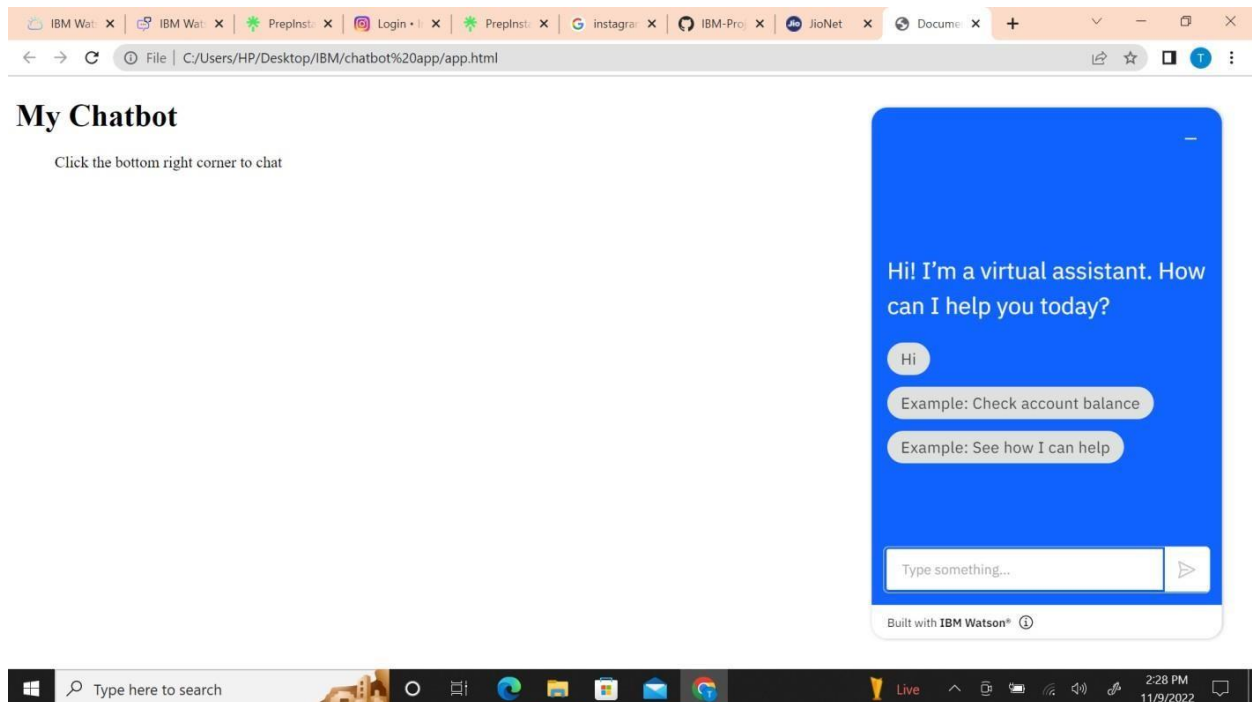 IBM Wat
IBM Wat
PrepInsta
Login • In
PrepInsta
instagram
IBM-Proj
Jio
JioNet
Docume
File | C:/Users/HP/Desktop/IBM/chatbot%20app/app.html
T
My Chatbot
Click the bottom right corner to chat
Hi! I'm a virtual assistant. How
can I help you today?
Hi
Example: Check account balance
Example: See how I can help
Type something...
Built with IBM Watson®
Type here to search
Live
2:28 PM
11/9/2022